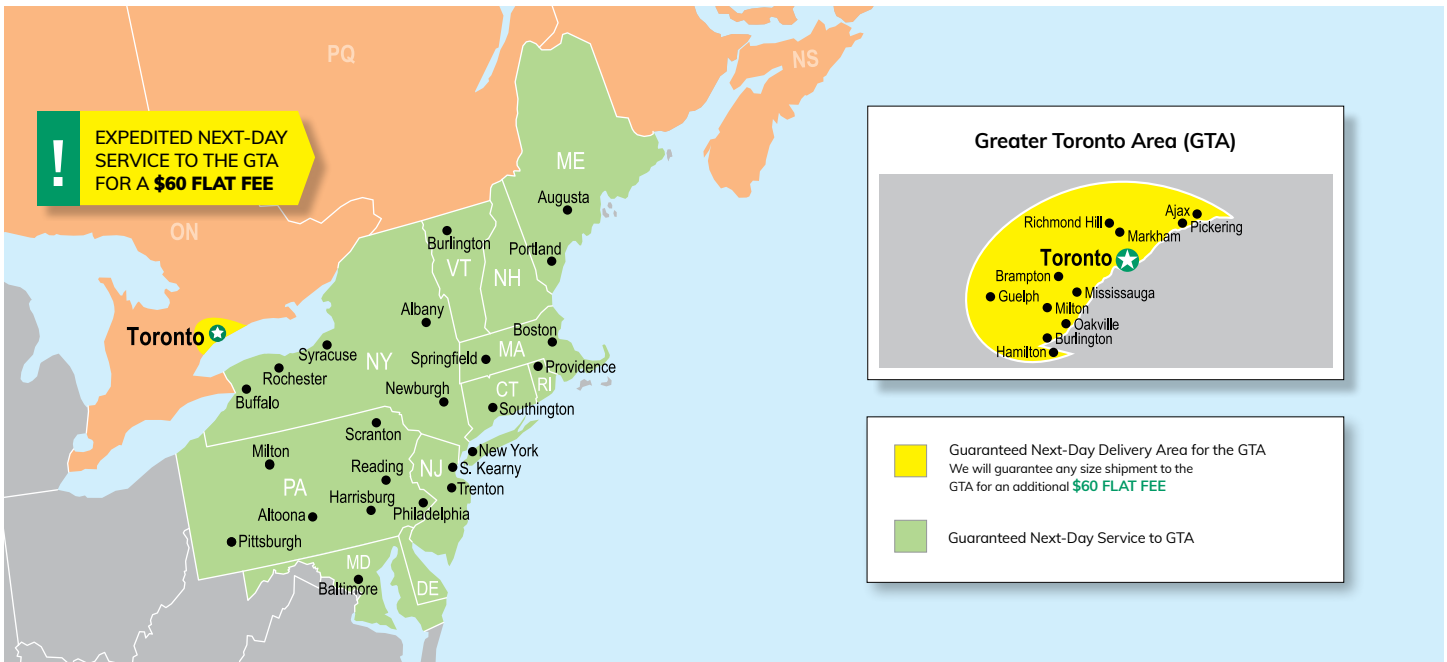 PQ
NS
!
EXPEDITED NEXT-DAY
SERVICE TO THE GTA
FOR A $60 FLAT FEE
ON
ME
Augusta
Burlington
VT
Portland
NH
Albany
Toronto
Boston
Syracuse
NY
Springfield
MA
Providence
Rochester
Newburgh
CT
RI
Buffalo
Southington
Scranton
Milton
New York
Reading
NJ
S. Kearny
PA
Harrisburg
Trenton
Altoona
Philadelphia
Pittsburgh
MD
Baltimore
DE
Greater Toronto Area (GTA)
Ajax
Richmond Hill
Pickering
Markham
Toronto
Brampton
Guelph
Mississauga
Milton
Oakville
Burlington
Hamilton
Guaranteed Next-Day Delivery Area for the GTA
We will guarantee any size shipment to the
GTA for an additional $60 FLAT FEE
Guaranteed Next-Day Service to GTA